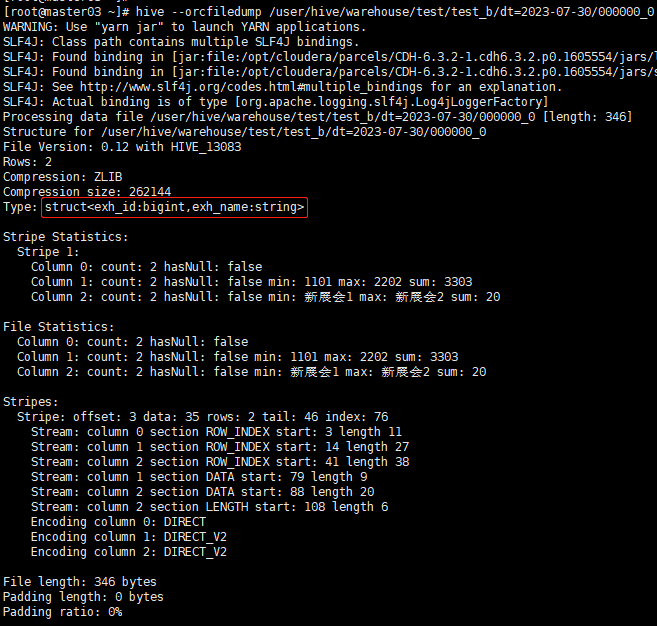 [root@master03 ~]# hive --orcfiledump /user/hive/warehouse/test/test_b/dt=2023-07-30/000000_0
WARNING: Use "yarn jar" to launch YARN applications.
SLF4J: Class path contains multiple SLF4J bindings.
SLF4J: Found binding in [jar:file:/opt/cloudera/parcels/CDH-6.3.2-1.cdh6.3.2.p0.1605554/jars/
SLF4J: Found binding in [jar:file:/opt/cloudera/parcels/CDH-6.3.2-1.cdh6.3.2.p0.1605554/jars/s
SLF4J: See http://www.slf4j.org/codes.html#multiple_bindings for an explanation.
SLF4J: Actual binding is of type [org.apache.logging.slf4j.Log4jLoggerFactory]
Processing data file /user/hive/warehouse/test/test_b/dt=2023-07-30/000000_0 [length: 346]
Structure for /user/hive/warehouse/test/test_b/dt=2023-07-30/000000_0
File Version: 0.12 with HIVE_13083
Rows: 2
Compression: ZLIB
Compression size: 262144
Type: struct<exh_id:bigint,exh_name:string>
Stripe Statistics:
Stripe 1:
Column 0: count: 2 hasNull: false
Column 1: count: 2 hasNull: false min: 1101 max: 2202 sum: 3303
Column 2: count: 2 hasNull: false min: 新展会1 max: 新展会2 sum: 20
File Statistics:
Column 0: count: 2 hasNull: false
Column 1: count: 2 hasNull: false min: 1101 max: 2202 sum: 3303
Column 2: count: 2 hasNull: false min: 新展会1 max: 新展会2 sum: 20
Stripes:
Stripe: offset: 3 data: 35 rows: 2 tail: 46 index: 76
Stream: column 0 section ROW_INDEX start: 3 length 11
Stream: column 1 section ROW_INDEX start: 14 length 27
Stream: column 2 section ROW_INDEX start: 41 length 38
Stream: column 1 section DATA start: 79 length 9
Stream: column 2 section DATA start: 88 length 20
Stream: column 2 section LENGTH start: 108 length 6
Encoding column 0: DIRECT
Encoding column 1: DIRECT_V2
Encoding column 2: DIRECT_V2
File length: 346 bytes
Padding length: 0 bytes
Padding ratio: 0%